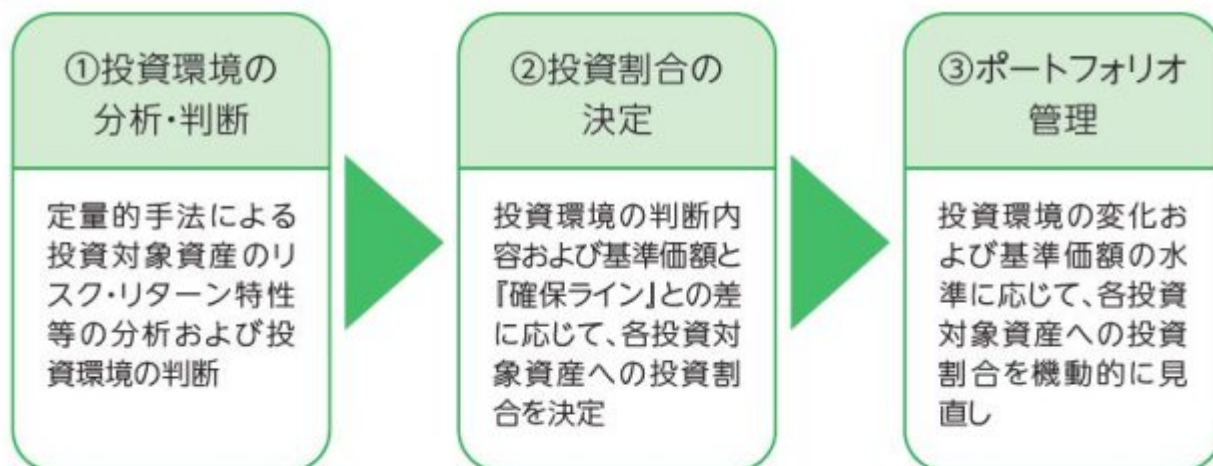 ①投資環境の
分析・判断
定量的手法による
投資対象資産のリ
スク・リターン特性
等の分析および投
資環境の判断
②投資割合の
決定
投資環境の判断内
容および基準価額と
『確保ライン』との差
に応じて、各投資対
象資産への投資割
合を決定
③ポートフォリオ
管理
投資環境の変化お
よび基準価額の水
準に応じて、各投資
対象資産への投資
割合を機動的に見
直し